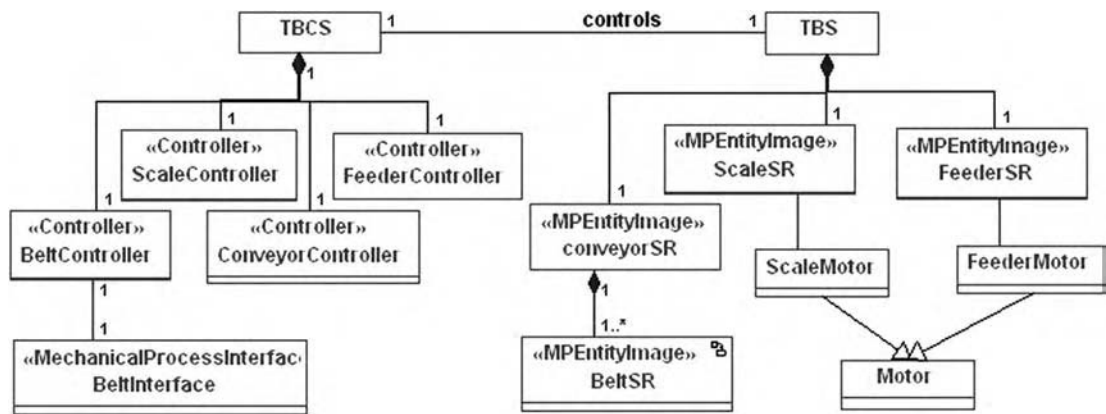 TBCS
1
controls
1
TBS
1
1
1
1
1
1
1
1
«Controller»
ScaleController
«Controller»
FeederController
«MPEntityImage»
ScaleSR
«MPEntityImage»
FeederSR
«Controller»
BeltController
«Controller»
ConveyorController
«MPEntityImage»
conveyorSR
ScaleMotor
FeederMotor
1
1
1
1..*
«MechanicalProcessInterfac
BeltInterface
«MPEntityImage»
BeltSR
Motor